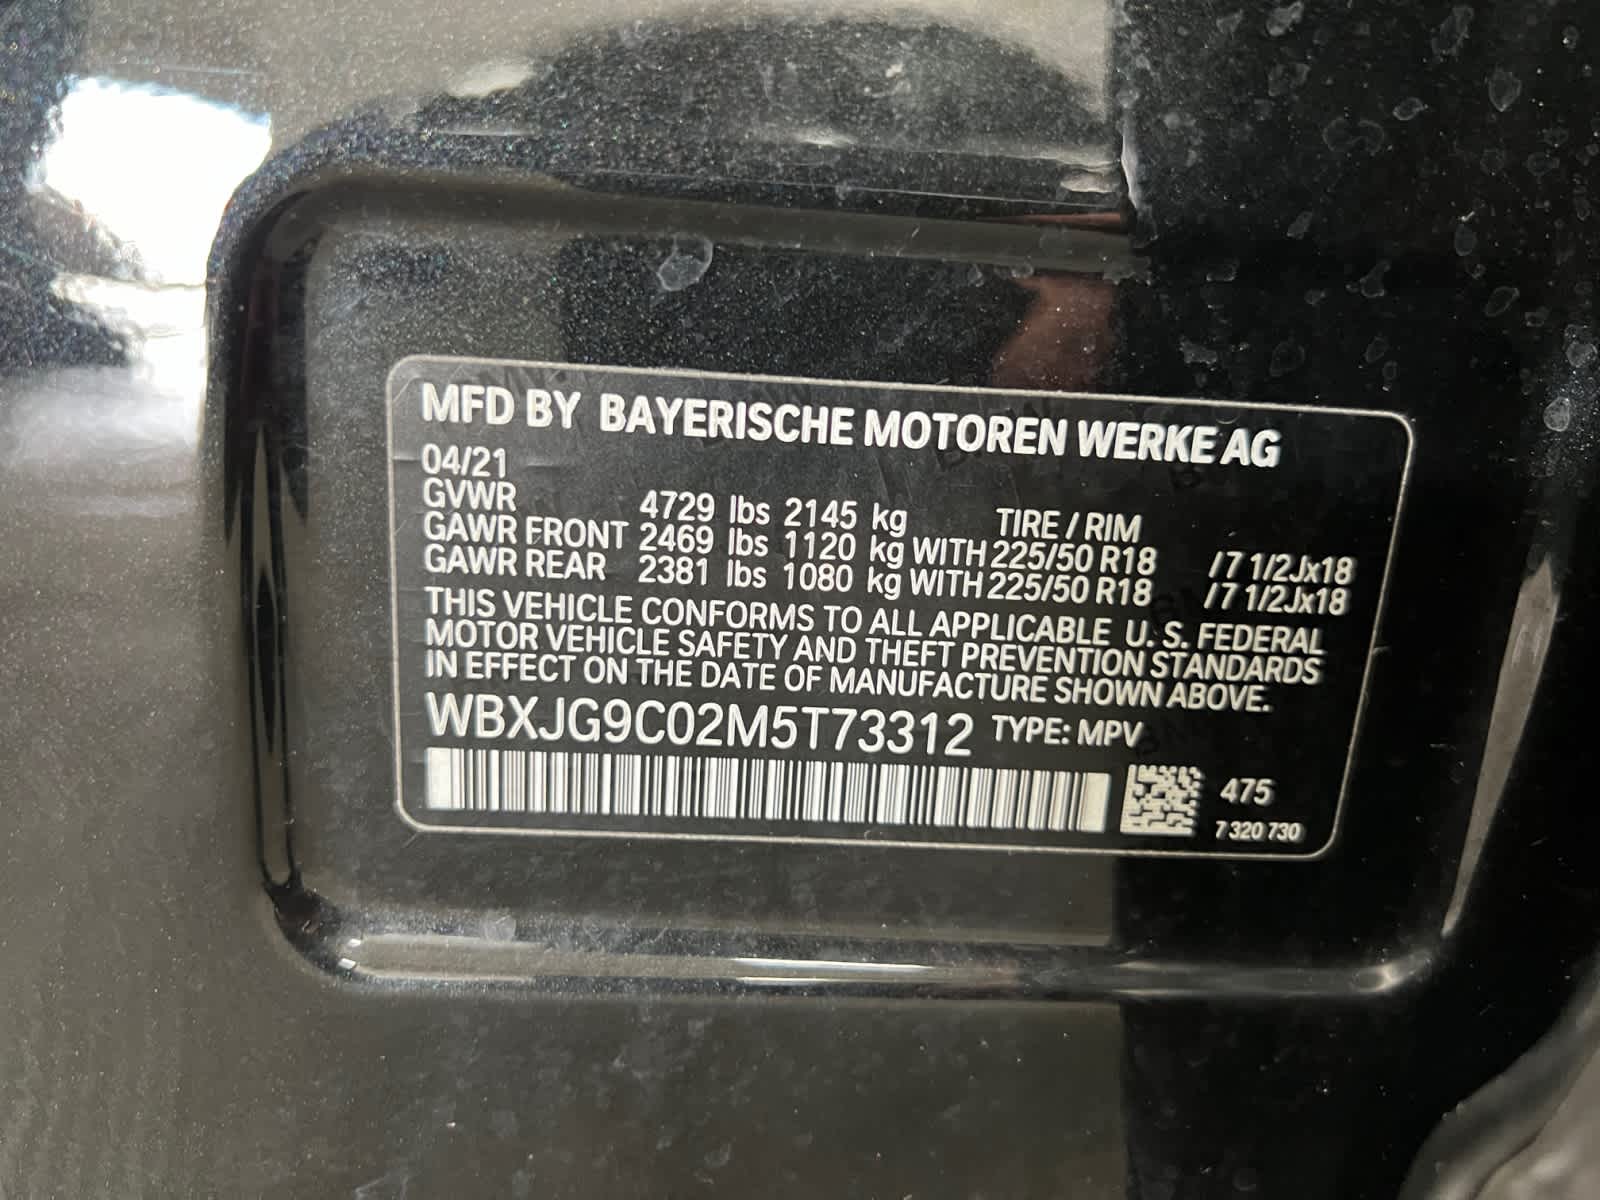 MFD BY BAYERISCHE MOTOREN WERKE AG
04/21
GVWR 4729 lbs 2145 kg TIRE / RIM
GAWR FRONT 2469 lbs 1120 kg WITH 225/50 R18 /7 1/2Jx18
GAWR REAR 2381 lbs 1080 kg WITH 225/50 R18 /7 1/2Jx18
THIS VEHICLE CONFORMS TO ALL APPLICABLE U. S. FEDERAL
MOTOR VEHICLE SAFETY AND THEFT PREVENTION STANDARDS
IN EFFECT ON THE DATE OF MANUFACTURE SHOWN ABOVE.
WBXJG9C02M5T73312 TYPE: MPV
475
7 320 730